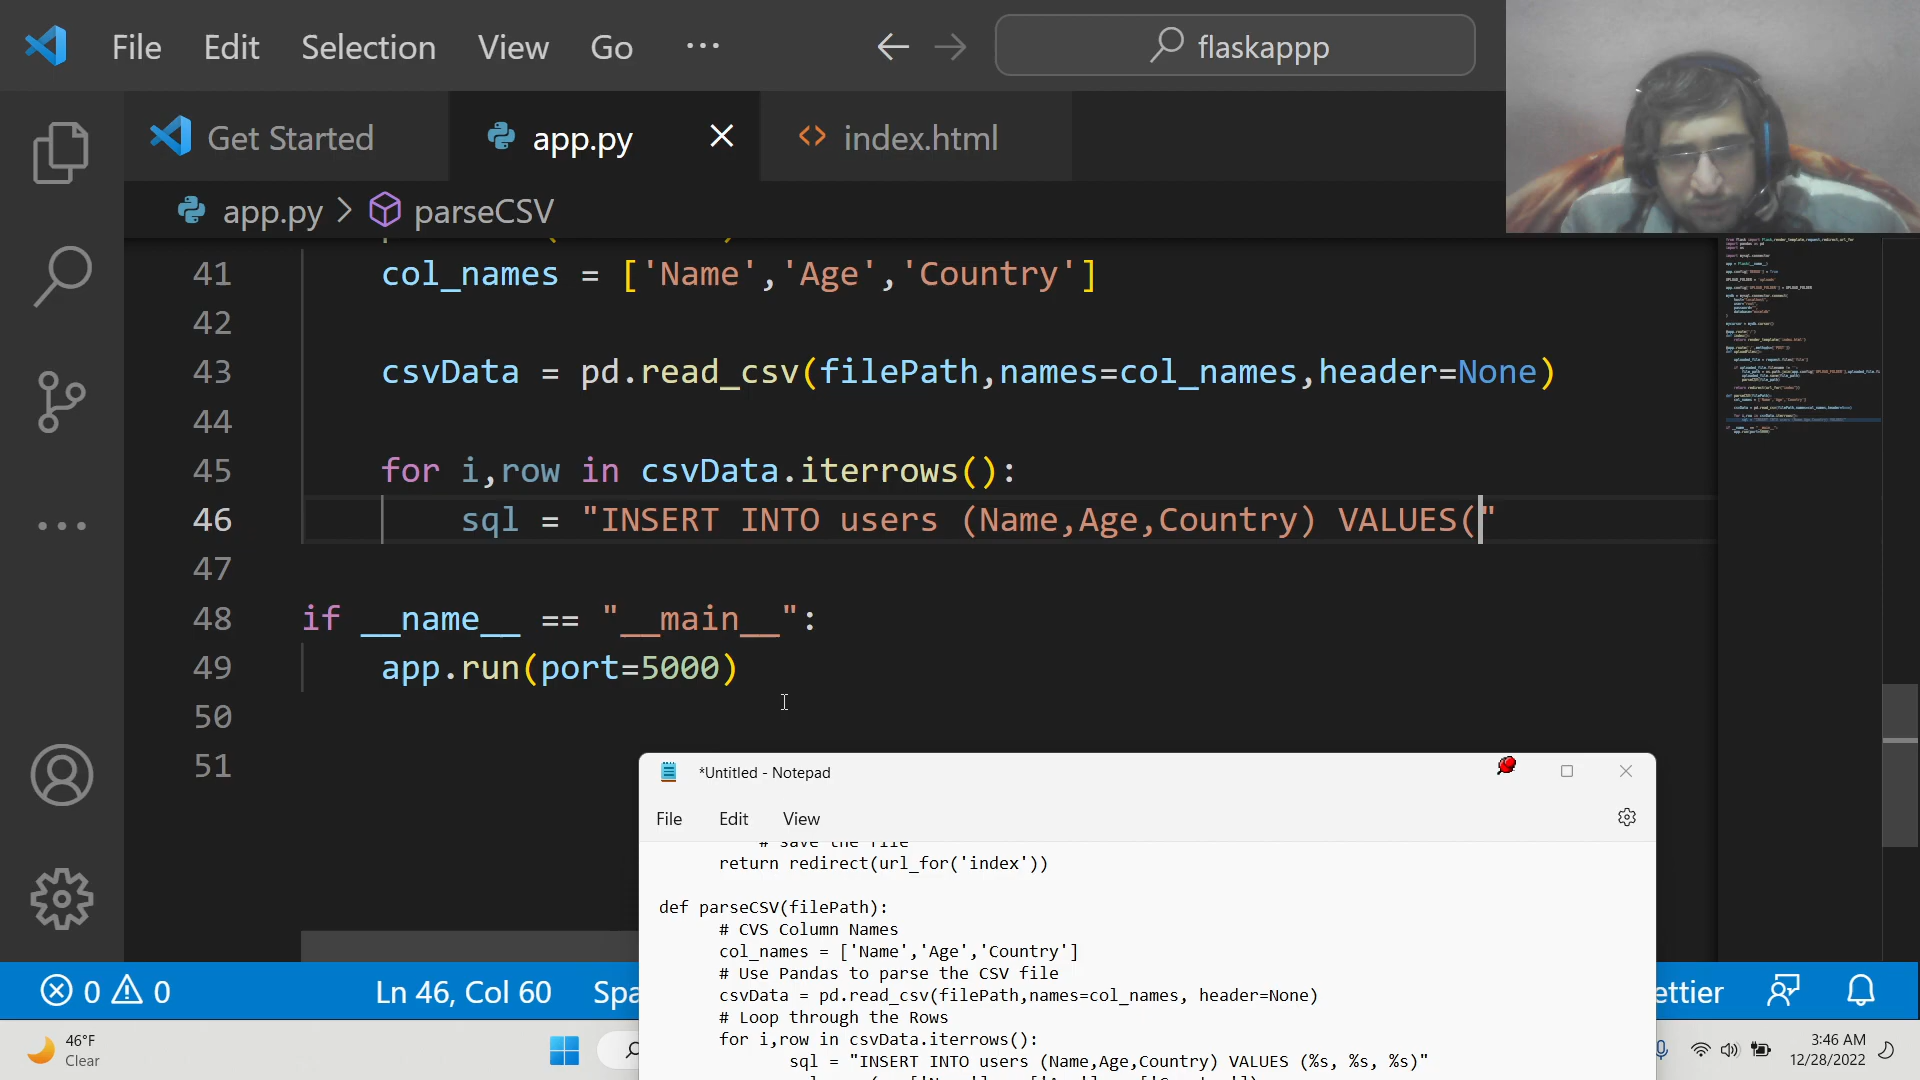 File Edit Selection View Go ...
flaskappp
Get Started
app.py
index.html
app.py > parseCSV
41 col_names = ['Name','Age','Country']
42
43 csvData = pd.read_csv(filePath,names=col_names,header=None)
44
45 for i,row in csvData.iterrows():
46 sql = "INSERT INTO users (Name,Age,Country) VALUES("
47
48 if __name__ == "__main__":
49 app.run(port=5000)
50
51
*Untitled - Notepad
File Edit View
# save the file
return redirect(url_for('index'))
def parseCSV(filePath):
# CVS Column Names
col_names = ['Name','Age','Country']
# Use Pandas to parse the CSV file
csvData = pd.read_csv(filePath,names=col_names, header=None)
# Loop through the Rows
for i,row in csvData.iterrows():
sql = "INSERT INTO users (Name,Age,Country) VALUES (%s, %s, %s)"
0 0
Ln 46, Col 60
Spa
ettier
46°F
Clear
3:46 AM
12/28/2022